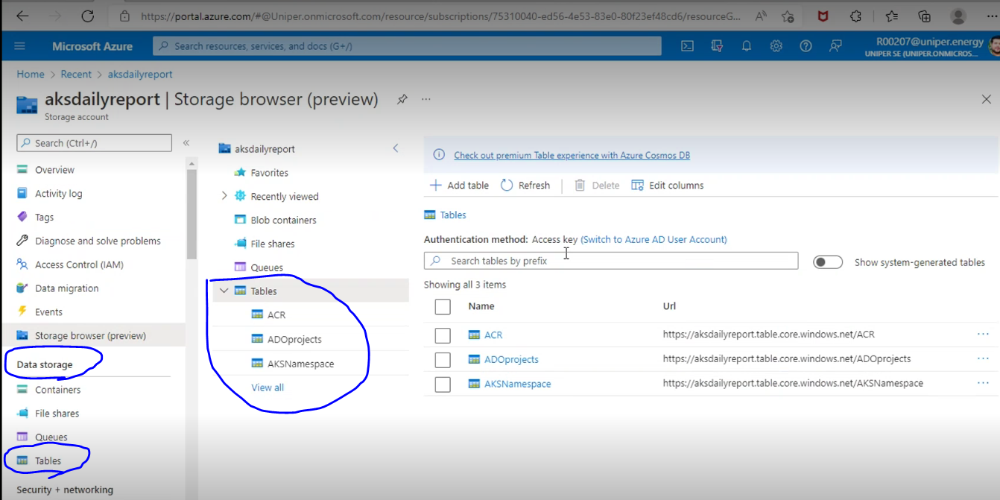 https://portal.azure.com/#@Uniper.onmicrosoft.com/resource/subscriptions/75310040-ed56-4e53-83e0-80f23ef48cd6/resourceG...
Microsoft Azure
Search resources, services, and docs (G+/)
R00207@uniper.energy
UNIPER SE (UNIPER.ONMICROS...
Home > Recent > aksdailyreport
aksdailyreport | Storage browser (preview)
Storage account
Search (Ctrl+/)
Overview
Activity log
Tags
Diagnose and solve problems
Access Control (IAM)
Data migration
Events
Storage browser (preview)
Data storage
Containers
File shares
Queues
Tables
Security + networking
aksdailyreport
Favorites
Recently viewed
Blob containers
File shares
Queues
Tables
ACR
ADOprojects
AKSNamespace
View all
Check out premium Table experience with Azure Cosmos DB
Add table Refresh Delete Edit columns
Tables
Authentication method: Access key (Switch to Azure AD User Account)
Search tables by prefix
Show system-generated tables
Showing all 3 items
Name Url
ACR https://aksdailyreport.table.core.windows.net/ACR
ADOprojects https://aksdailyreport.table.core.windows.net/ADOprojects
AKSNamespace https://aksdailyreport.table.core.windows.net/AKSNamespace